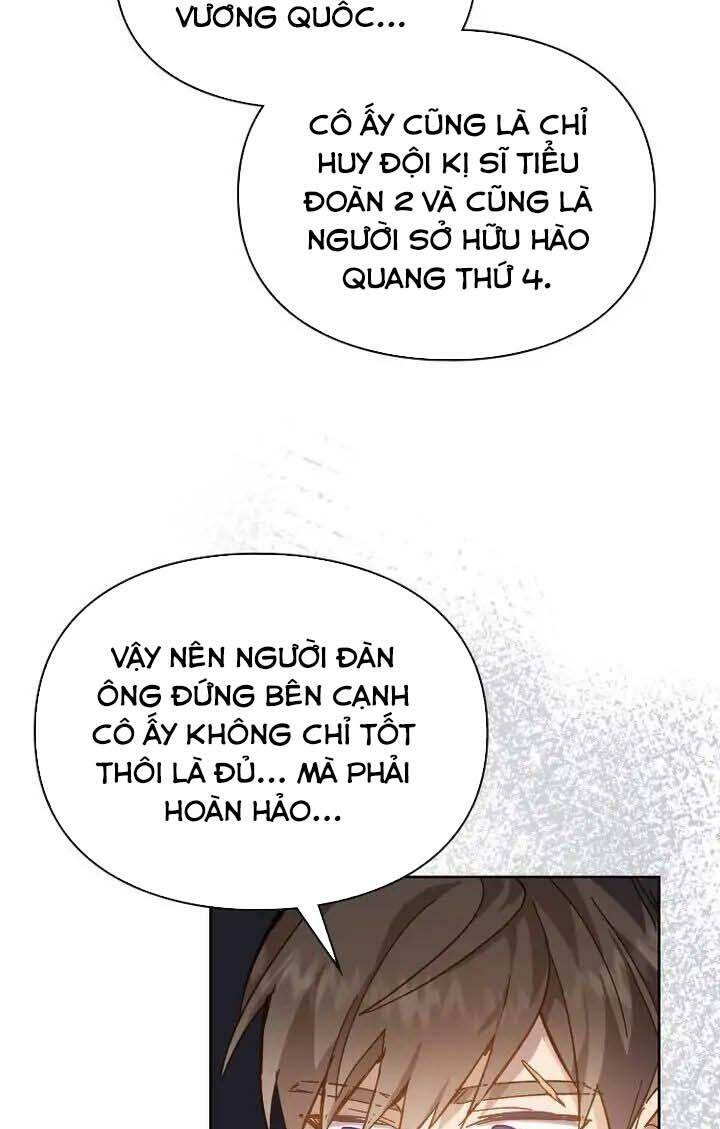 VƯƠNG QUỐC...
CÔ ẤY CŨNG LÀ CHỈ
HUY ĐỘI KỊ SĨ TIỂU
ĐOÀN 2 VÀ CŨNG LÀ
NGƯỜI SỞ HỮU HÀO
QUANG THỨ 4.
VẬY NÊN NGƯỜI ĐÀN
ÔNG ĐỨNG BÊN CẠNH
CÔ ẤY KHÔNG CHỈ TỐT
THÔI LÀ ĐỦ... MÀ PHẢI
HOÀN HẢO...